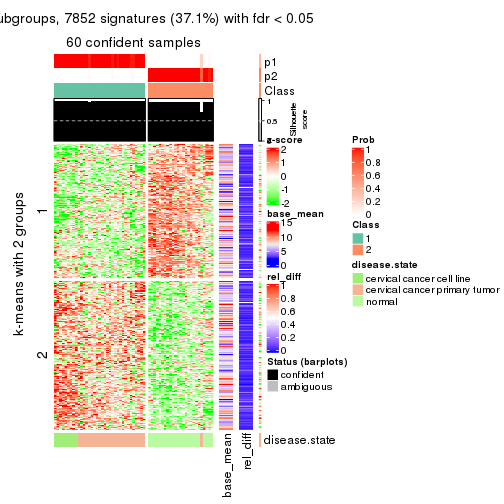 ubgroups, 7852 signatures (37.1%) with fdr < 0.05
60 confident samples
p1
p2
Class
1
0.5
Silhouette
score
k-means with 2 groups
1
2
z-score
2
1
0
-1
-2
base_mean
15
10
5
0
rel_diff
1
0.8
0.6
0.4
0.2
0
Status (barplots)
confident
ambiguous
Prob
1
0.8
0.6
0.4
0.2
0
Class
1
2
disease.state
cervical cancer cell line
cervical cancer primary tumor
normal
disease.state
base_mean
rel_diff